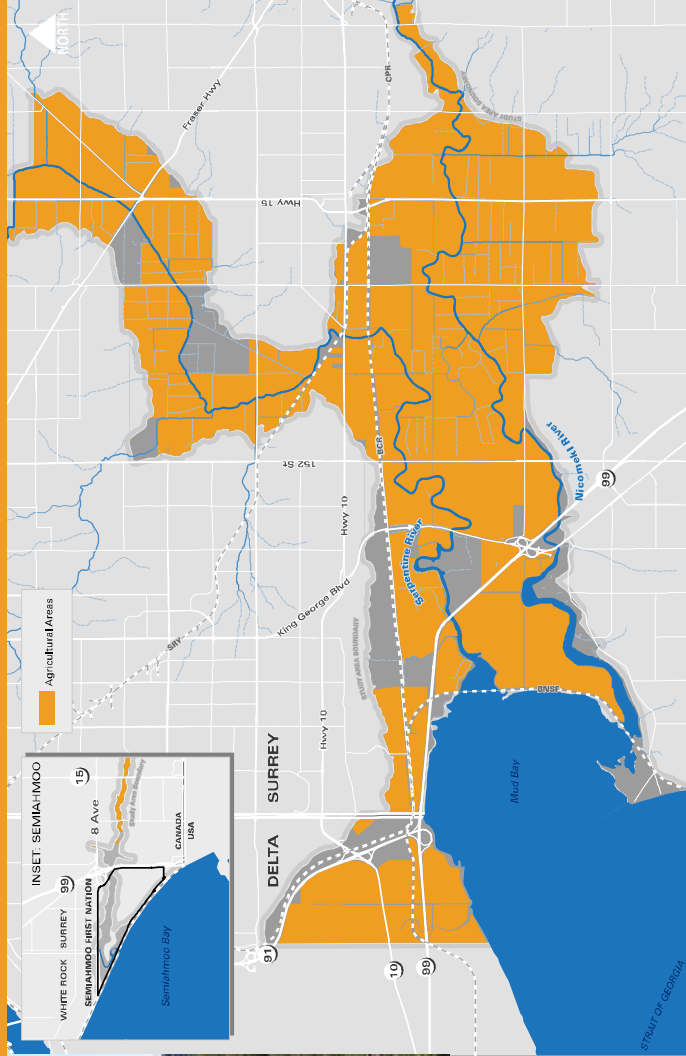 NORTH
Fraser Hwy
CPR
STUDY AREA BOUNDARY
Hwy 15
152 St
BCR
Hwy 10
Nicomekl River
99
Serpentine River
King George Blvd
STUDY AREA BOUNDARY
SRY
Agricultural Areas
Hwy 10
BNSF
Mud Bay
SURREY
DELTA
91
10
99
STRAIT OF GEORGIA
INSET: SEMIAHMOO
15
8 Ave
99
Study Area Boundary
WHITE ROCK
SURREY
SEMIAHMOO FIRST NATION
CANADA
USA
Semiahmoo Bay